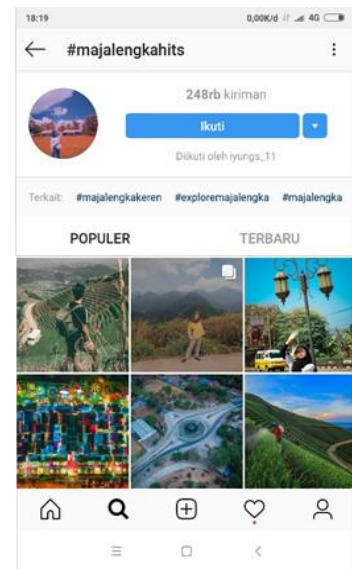 18:19 0,00K/d 4G
#majalengkahits
248rb kiriman
Ikuti
Diikuti oleh iyungs_11
Terkait: #majalengkakeren #exploremajalengka #majalengka
POPULER TERBARU